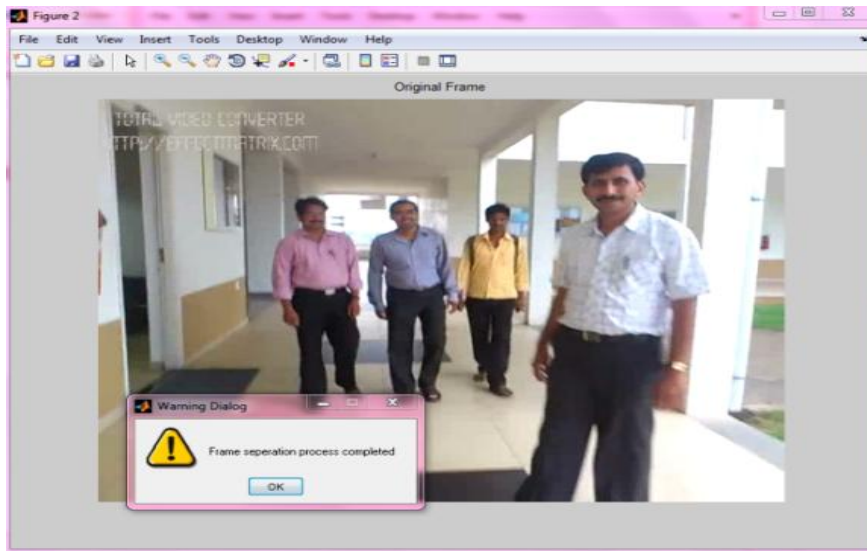 Figure 2
File Edit View Insert Tools Desktop Window Help
Original Frame
TOTAL VIDEO CONVERTER
HTTP://EFFECTMATRIX.COM
Warning Dialog
Frame seperation process completed
OK